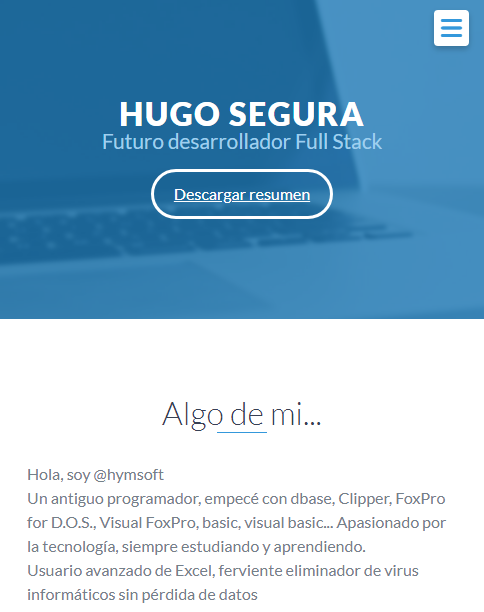 HUGO SEGURA
Futuro desarrollador Full Stack
Descargar resumen
Algo de mi...
Hola, soy @hymsoft
Un antiguo programador, empecé con dbase, Clipper, FoxPro
for D.O.S., Visual FoxPro, basic, visual basic... Apasionado por
la tecnología, siempre estudiando y aprendiendo.
Usuario avanzado de Excel, ferviente eliminador de virus
informáticos sin pérdida de datos